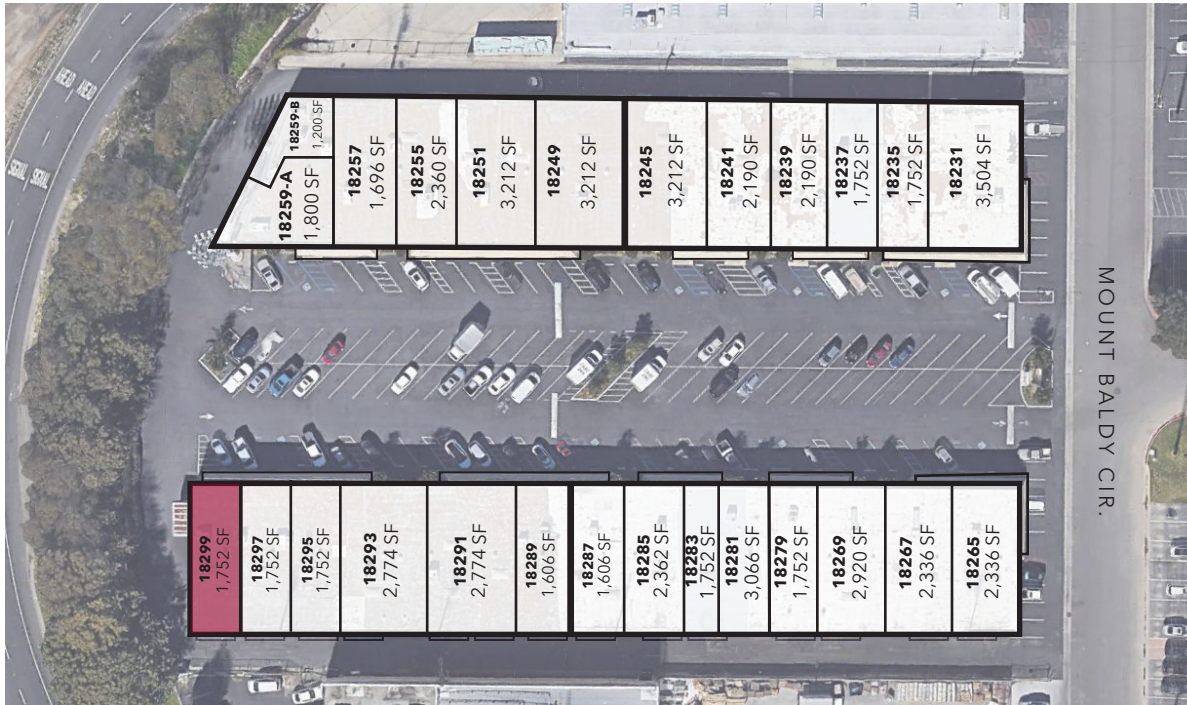 AHEAD AHEAD
SIGNAL SIGNAL
18259-B
1,200 SF
18259-A
1,800 SF
18257
1,696 SF
18255
2,360 SF
18251
3,212 SF
18249
3,212 SF
18245
3,212 SF
18241
2,190 SF
18239
2,190 SF
18237
1,752 SF
18235
1,752 SF
18231
3,504 SF
MOUNT BALDY CIR.
18299
1,752 SF
18297
1,752 SF
18295
1,752 SF
18293
2,774 SF
18291
2,774 SF
18289
1,606 SF
18287
1,606 SF
18285
2,362 SF
18283
1,752 SF
18281
3,066 SF
18279
1,752 SF
18269
2,920 SF
18267
2,336 SF
18265
2,336 SF